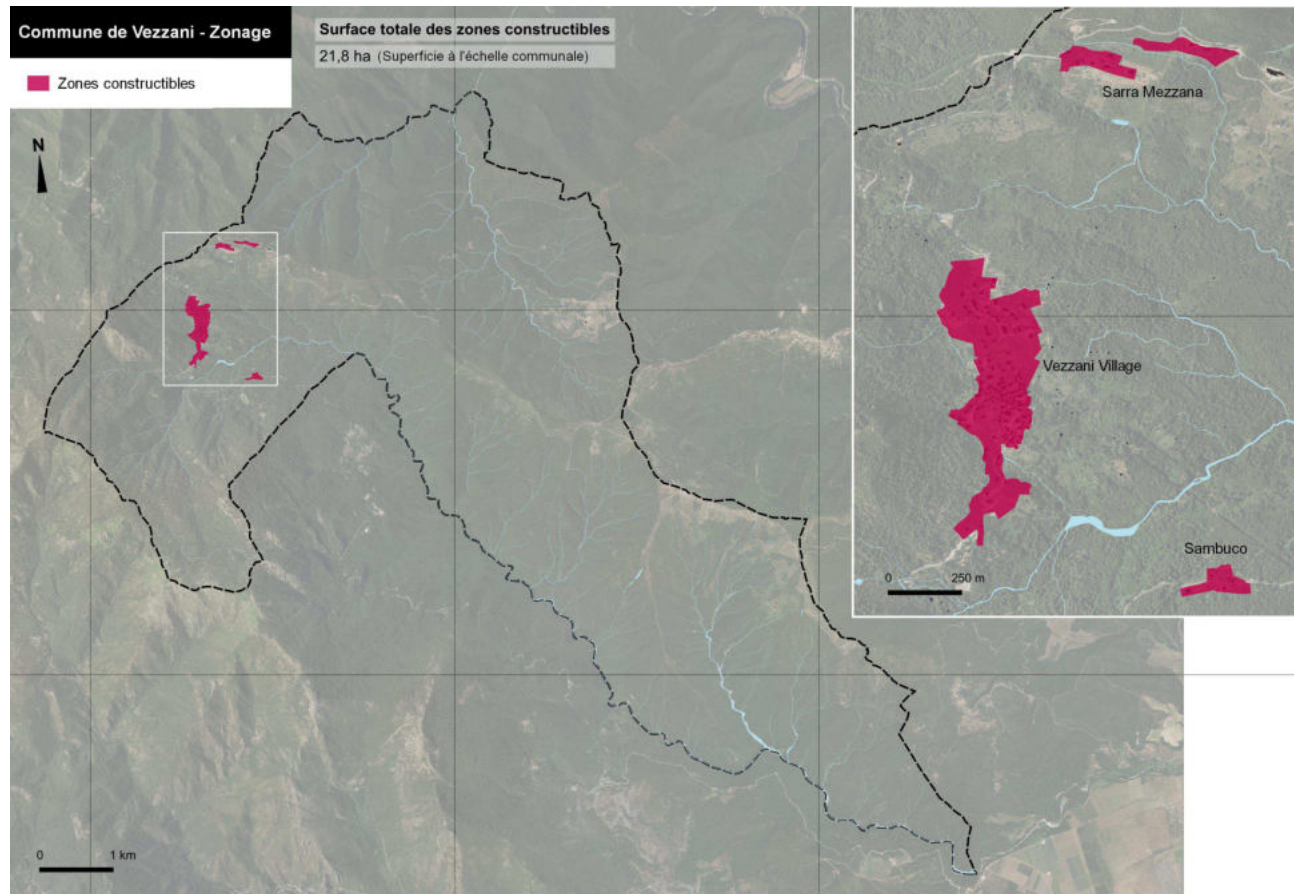 Commune de Vezzani - Zonage
Zones constructibles
Surface totale des zones constructibles
21,8 ha (Superficie à l'échelle communale)
N
Sarra Mezzana
Vezzani Village
Sambuco
0 250 m
0 1 km